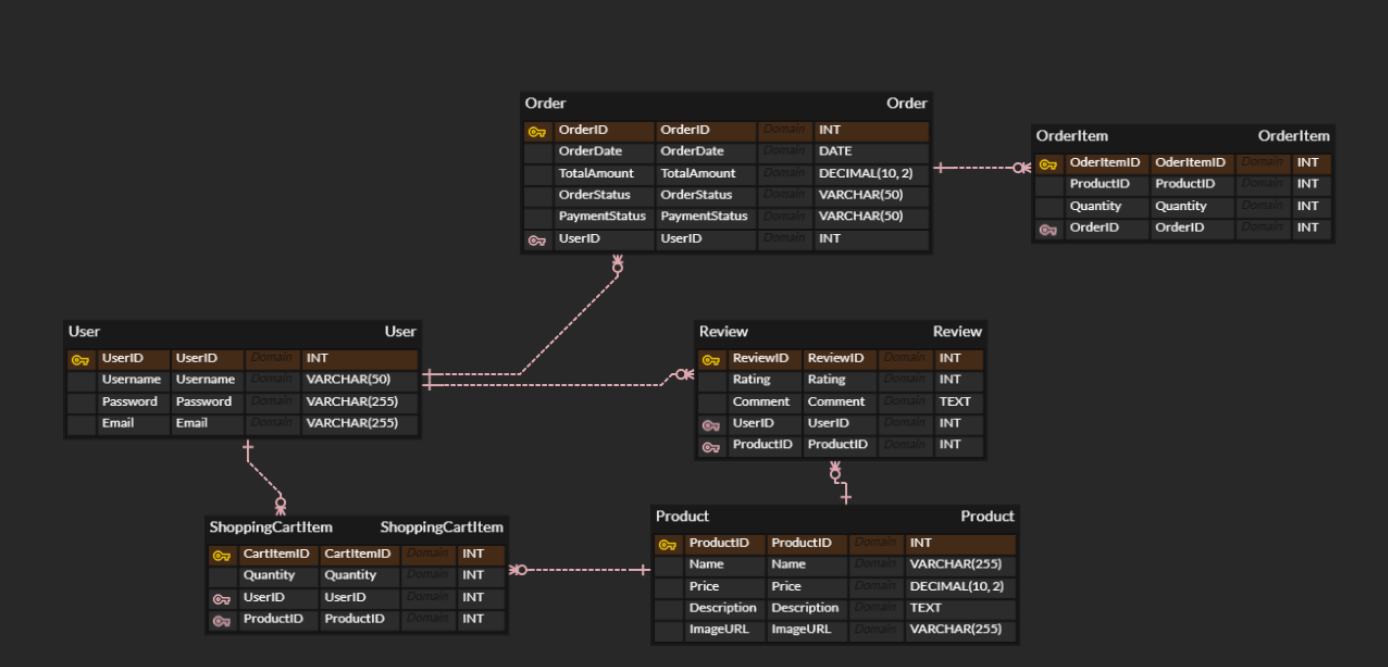 Order Order
OrderID OrderID Domain INT
OrderDate OrderDate Domain DATE
TotalAmount TotalAmount Domain DECIMAL(10, 2)
OrderStatus OrderStatus Domain VARCHAR(50)
PaymentStatus PaymentStatus Domain VARCHAR(50)
UserID UserID Domain INT
OrderItem OrderItem
OderItemID OderItemID Domain INT
ProductID ProductID Domain INT
Quantity Quantity Domain INT
OrderID OrderID Domain INT
User User
UserID UserID Domain INT
Username Username Domain VARCHAR(50)
Password Password Domain VARCHAR(255)
Email Email Domain VARCHAR(255)
Review Review
ReviewID ReviewID Domain INT
Rating Rating Domain INT
Comment Comment Domain TEXT
UserID UserID Domain INT
ProductID ProductID Domain INT
ShoppingCartItem ShoppingCartItem
CartItemID CartItemID Domain INT
Quantity Quantity Domain INT
UserID UserID Domain INT
ProductID ProductID Domain INT
Product Product
ProductID ProductID Domain INT
Name Name Domain VARCHAR(255)
Price Price Domain DECIMAL(10, 2)
Description Description Domain TEXT
ImageURL ImageURL Domain VARCHAR(255)